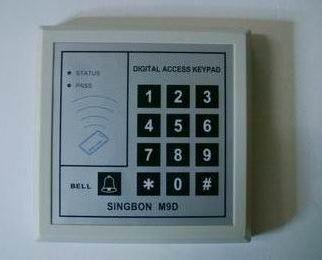 DIGITAL ACCESS KEYPAD
STATUS
PASS
1 2 3
4 5 6
7 8 9
* 0 #
BELL
SINGBON M9D